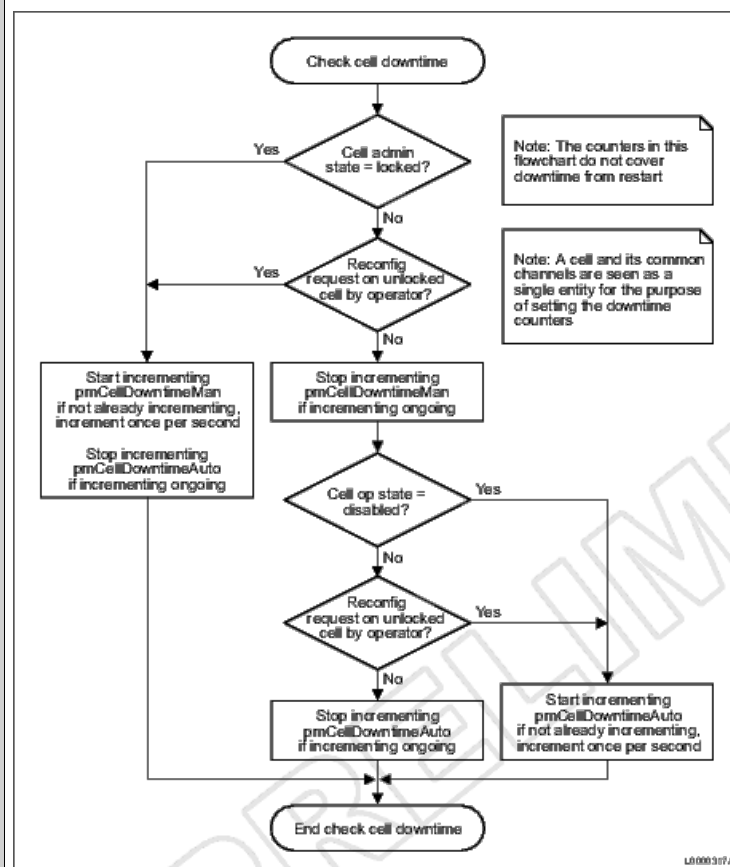 Check cell downtime
Cell admin
state = locked?
Yes
No
Note: The counters in this
flowchart do not cover
downtime from restart
Reconfig
request on unlocked
cell by operator?
Yes
No
Note: A cell and its common
channels are seen as a
single entity for the purpose
of setting the downtime
counters
Start incrementing
pmCellDowntimeMan
if not already incrementing,
increment once per second
Stop incrementing
pmCellDowntimeAuto
if incrementing ongoing
Stop incrementing
pmCellDowntimeMan
if incrementing ongoing
Cell op state =
disabled?
Yes
No
Reconfig
request on unlocked
cell by operator?
Yes
No
Stop incrementing
pmCellDowntimeAuto
if incrementing ongoing
Start incrementing
pmCellDowntimeAuto
if not already incrementing,
increment once per second
End check cell downtime
PRELIM